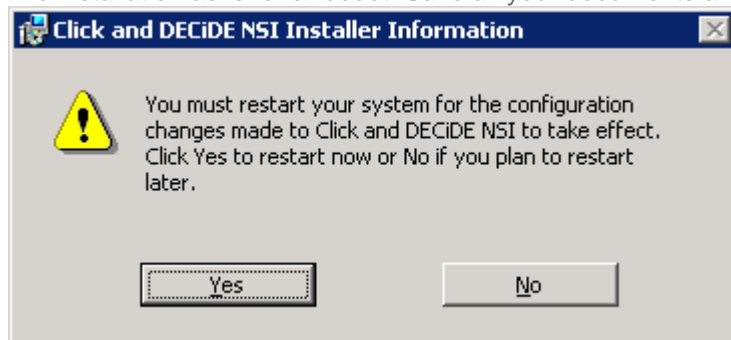 Click and DECiDE NSI Installer Information
You must restart your system for the configuration
changes made to Click and DECiDE NSI to take effect.
Click Yes to restart now or No if you plan to restart
later.
Yes
No